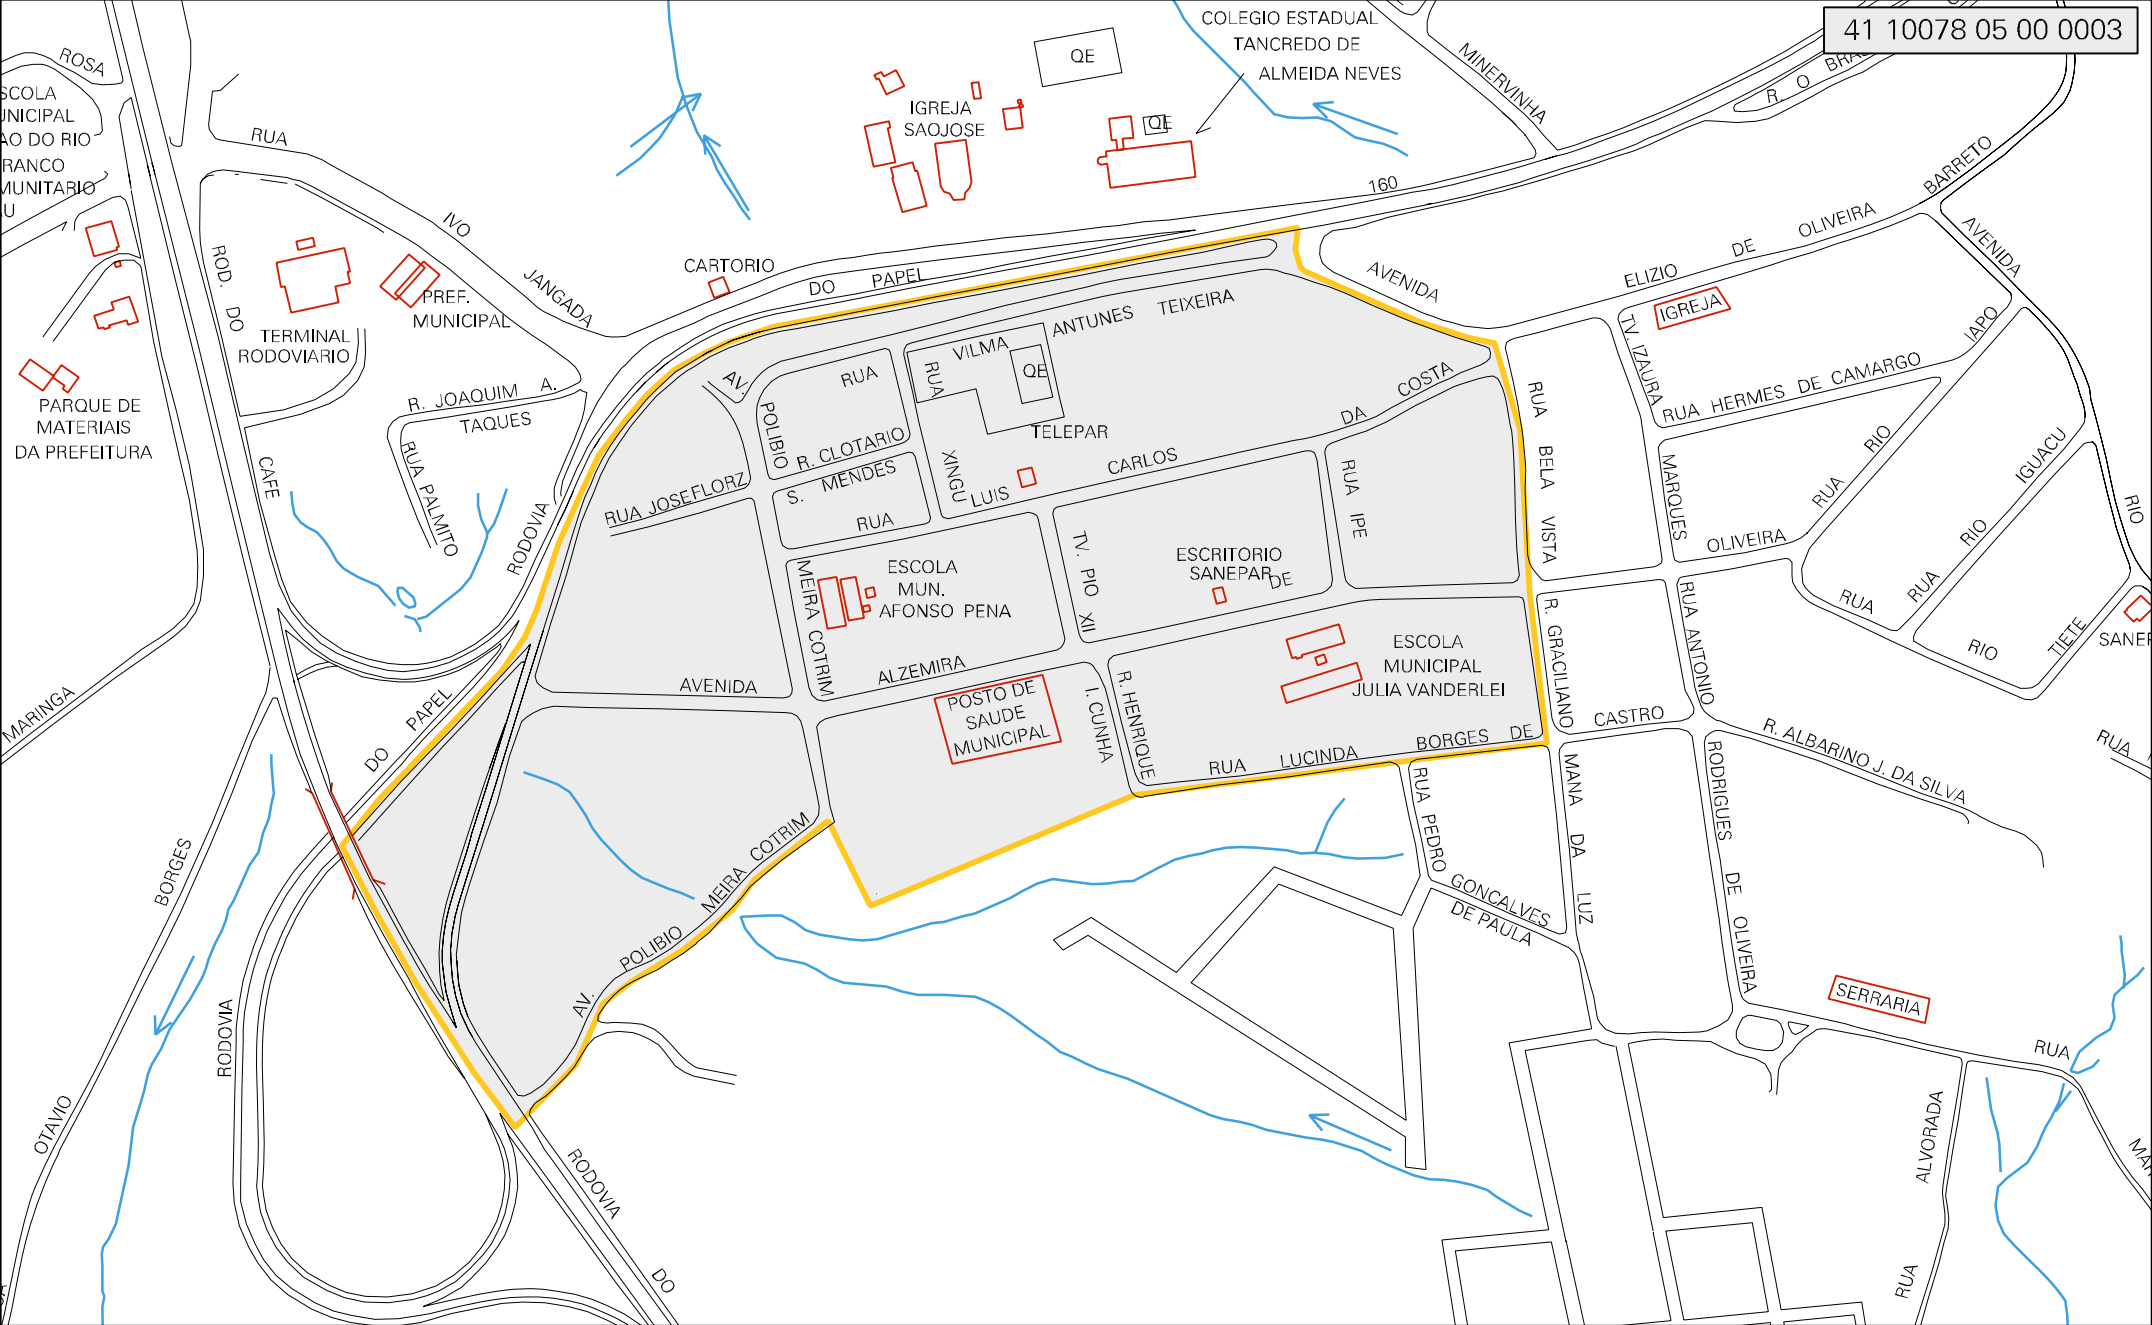 41 10078 05 00 0003
COLEGIO ESTADUAL
TANCREDO DE
ALMEIDA NEVES
QE
QE
IGREJA
SAOJOSE
MINERVINHA
R. O
ROSA
SCOLA
UNICIPAL
AO DO RIO
RANCO
MUNITARIO
AU
RUA
IVO
JANGADA
160
BARRETO
AVENIDA
ELIZIO DE OLIVEIRA
AVENIDA
CARTORIO
DO PAPEL
ROD. DO
CAFE
TERMINAL
RODOVIARIO
PREF.
MUNICIPAL
R. JOAQUIM A.
TAQUES
RUA PALMITO
PARQUE DE
MATERIAIS
DA PREFEITURA
VILMA ANTUNES TEIXEIRA
QE
TELEPAR
AV.
POLIBIO
RUA
R. CLOTARIO
S. MENDES
RUA
RUA
XINGU
RUA JOSEFLORZ
LUIS CARLOS DA COSTA
RUA IPE
RUA BELA VISTA
IGREJA
TV. IZAURA
MARQUES
RUA HERMES DE CAMARGO
IAPO
RIO
RUA
RUA RIO IGUACU
RIO
OLIVEIRA
RUA
RIO
TIETE
SANEP
RODOVIA
MEIRA COTRIM
ESCOLA
MUN.
AFONSO PENA
TV. PIO XII
ESCRITORIO
SANEPAR
DE
ALZEMIRA
AVENIDA
POSTO DE
SAUDE
MUNICIPAL
I. CUNHA
R. HENRIQUE
ESCOLA
MUNICIPAL
JULIA VANDERLEI
RUA LUCINDA BORGES DE
CASTRO
R. GRACILIANO
MANA DA LUZ
RUA ANTONIO
RODRIGUES DE OLIVEIRA
R. ALBARINO J. DA SILVA
RUA
RUA PEDRO
GONCALVES
DE PAULA
MARINGA
DO PAPEL
BORGES
OTAVIO
RODOVIA
AV. POLIBIO MEIRA COTRIM
RODOVIA
DO
SERRARIA
RUA
ALVORADA
RUA